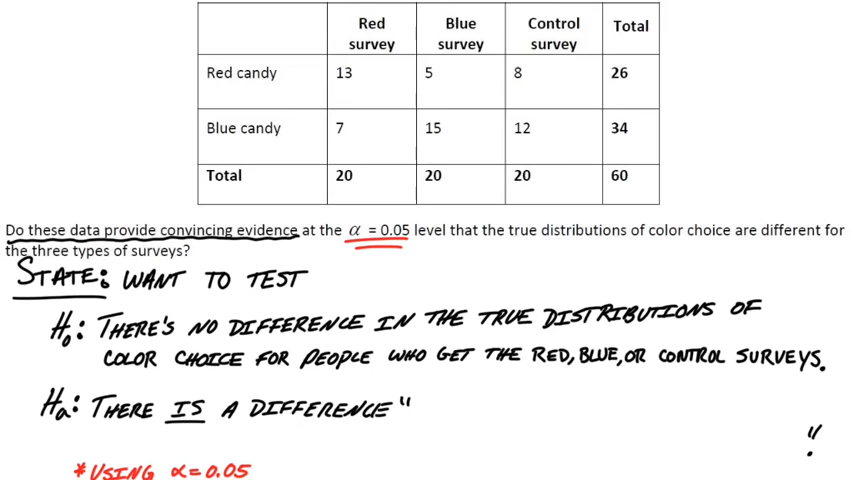 Red Blue Control Total
survey survey survey
Red candy 13 5 8 26
Blue candy 7 15 12 34
Total 20 20 20 60
Do these data provide convincing evidence at the α = 0.05 level that the true distributions of color choice are different for
the three types of surveys?
STATE: WANT TO TEST
H₀: THERE'S NO DIFFERENCE IN THE TRUE DISTRIBUTIONS OF
COLOR CHOICE FOR PEOPLE WHO GET THE RED, BLUE, OR CONTROL SURVEYS.
Hₐ: THERE IS A DIFFERENCE "
" .
*USING α = 0.05